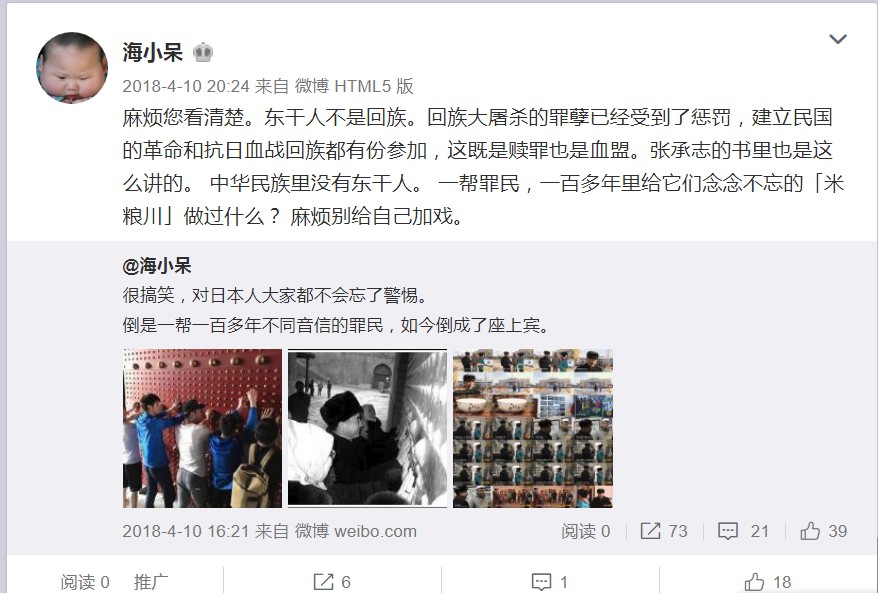 海小呆
2018-4-10 20:24 来自 微博 HTML5 版
麻烦您看清楚。东干人不是回族。回族大屠杀的罪孽已经受到了惩罚，建立民国
的革命和抗日血战回族都有份参加，这既是赎罪也是血盟。张承志的书里也是这
么讲的。 中华民族里没有东干人。 一帮罪民，一百多年里给它们念念不忘的「米
粮川」做过什么？ 麻烦别给自己加戏。
@海小呆
很搞笑，对日本人大家都不会忘了警惕。
倒是一帮一百多年不同音信的罪民，如今倒成了座上宾。
2018-4-10 16:21 来自 微博 weibo.com 阅读 0 73 21 39
阅读 0 推广 6 1 18